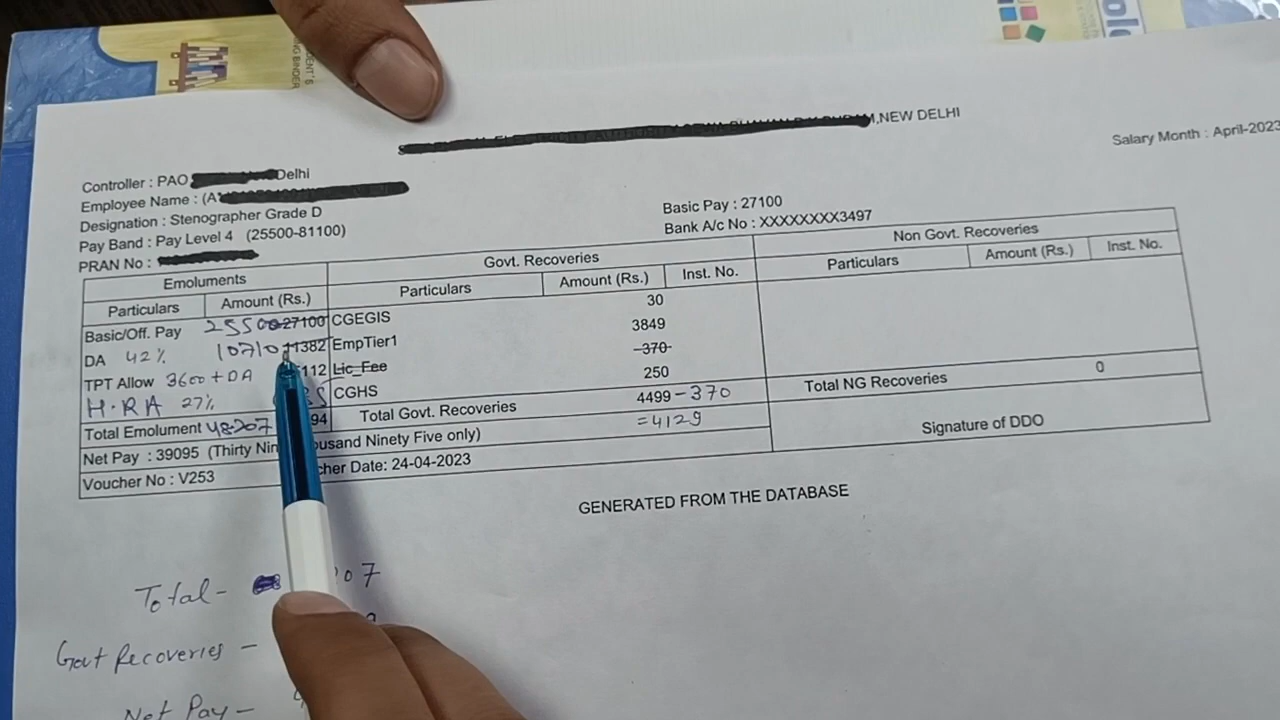 ,NEW DELHI
Salary Month : April-2023
Controller : PAO Delhi
Employee Name : (A
Designation : Stenographer Grade D
Pay Band : Pay Level 4 (25500-81100)
PRAN No :
Basic Pay : 27100
Bank A/c No : XXXXXXXX3497
Emoluments Govt. Recoveries Non Govt. Recoveries
Particulars Amount (Rs.) Particulars Amount (Rs.) Inst. No. Particulars Amount (Rs.) Inst. No.
Basic/Off. Pay 25500 27100 CGEGIS 30
DA 42% 10710 11382 EmpTier1 3849
TPT Allow 3600+DA 112 Lic_Fee -370-
H.RA 27% CGHS 250
Total Emolument 48207 94 Total Govt. Recoveries 4499-370 Total NG Recoveries 0
=4129
Net Pay : 39095 (Thirty Nin ousand Ninety Five only)
Signature of DDO
Voucher No : V253 cher Date: 24-04-2023
GENERATED FROM THE DATABASE
Total- 07
Govt Recoveries -
Net Pay -